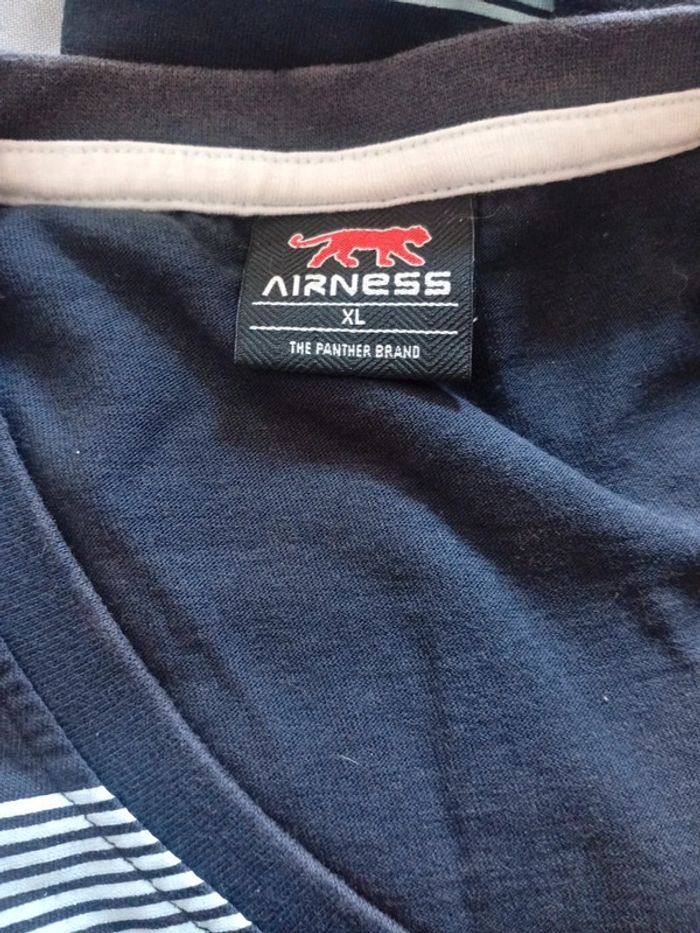 AIRNESS
XL
THE PANTHER BRAND